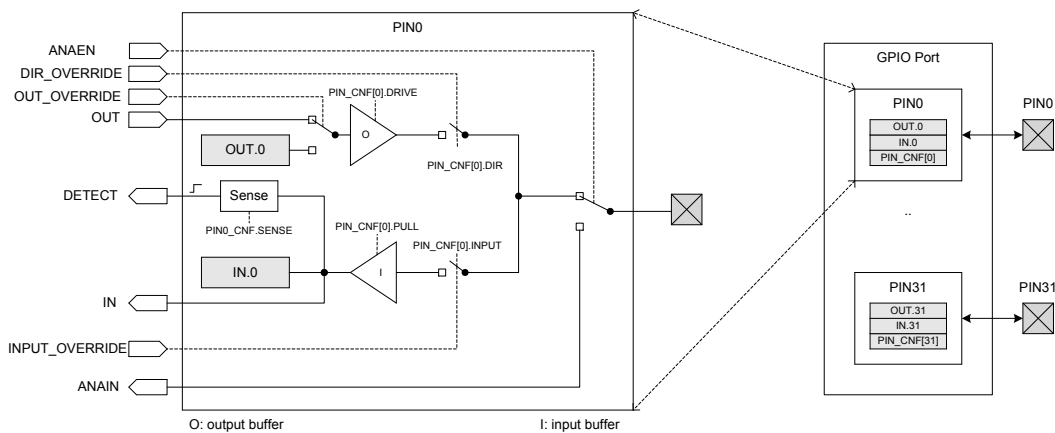 PIN0
ANAEN
DIR_OVERRIDE
OUT_OVERRIDE
OUT
PIN_CNF[0].DRIVE
O
OUT.0
PIN_CNF[0].DIR
DETECT
Sense
PIN0_CNF.SENSE
PIN_CNF[0].PULL
PIN_CNF[0].INPUT
I
IN.0
IN
INPUT_OVERRIDE
ANAIN
O: output buffer
I: input buffer
GPIO Port
PIN0
OUT.0
IN.0
PIN_CNF[0]
PIN0
..
PIN31
OUT.31
IN.31
PIN_CNF[31]
PIN31